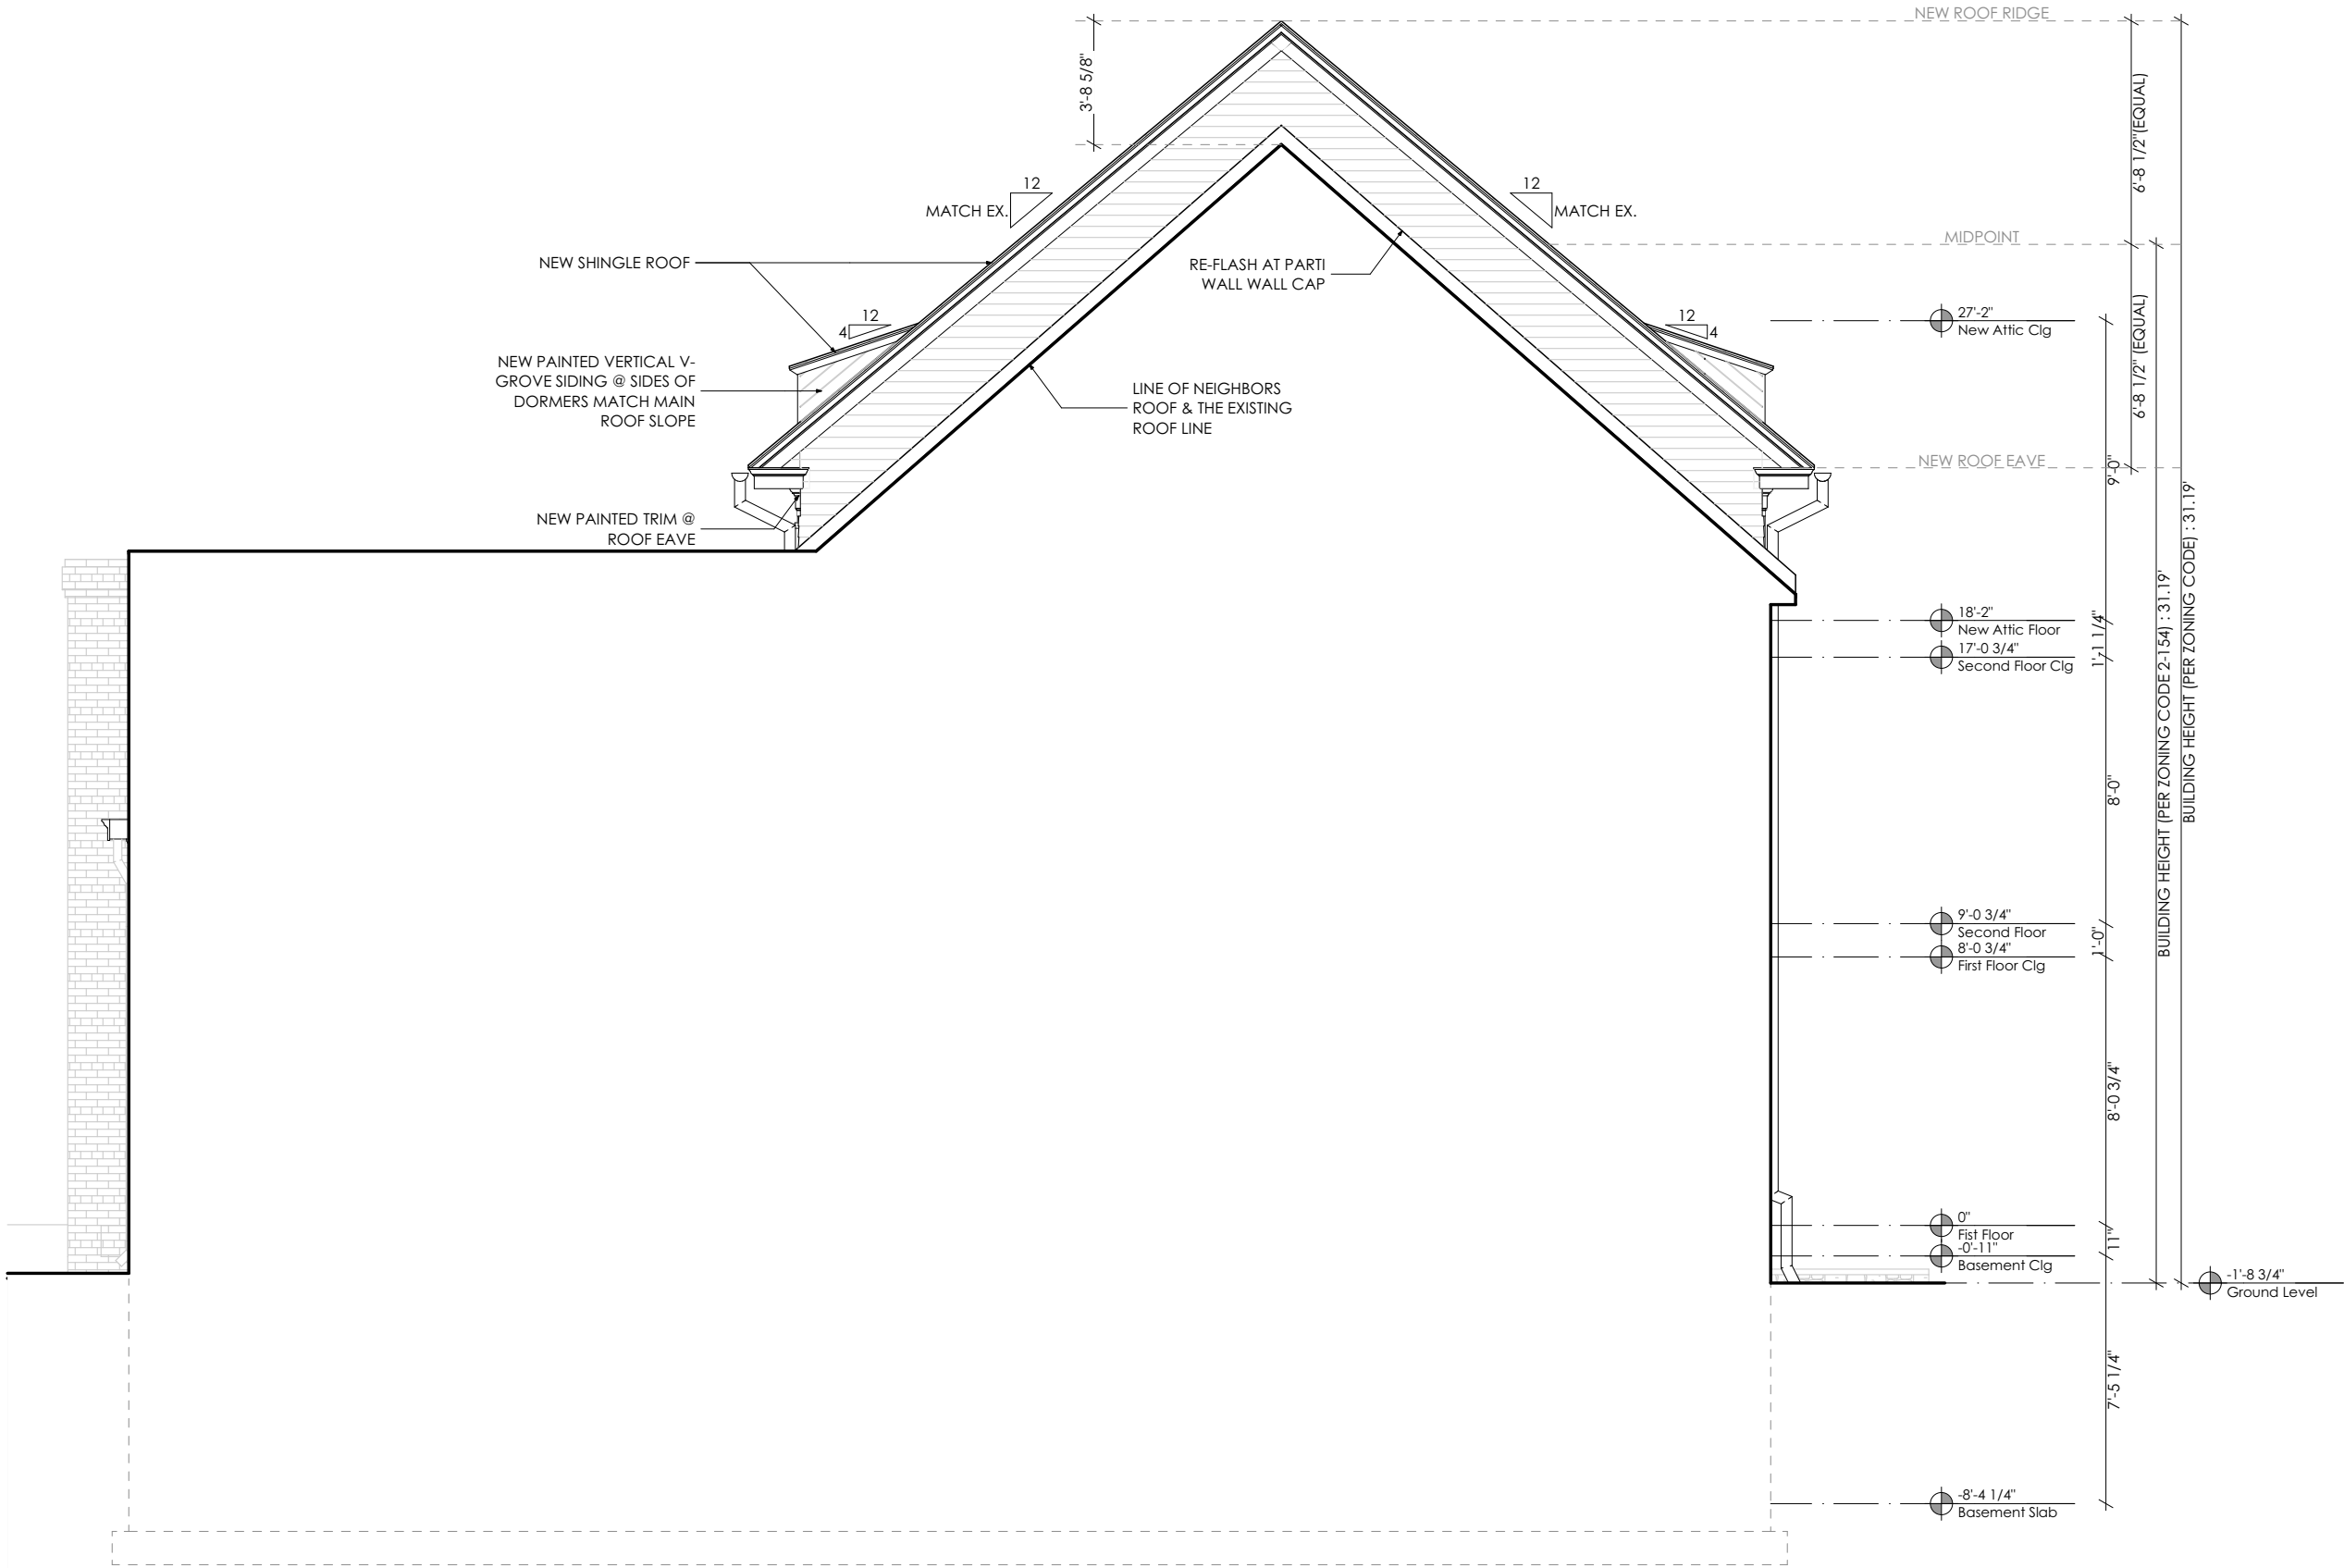 NEW ROOF RIDGE
3'-8 5/8"
6'-8 1/2"(EQUAL)
12
MATCH EX.
12
MATCH EX.
MIDPOINT
NEW SHINGLE ROOF
RE-FLASH AT PARTI
WALL WALL CAP
12
4
12
4
27'-2"
New Attic Clg
6'-8 1/2" (EQUAL)
NEW PAINTED VERTICAL V-
GROVE SIDING @ SIDES OF
DORMERS MATCH MAIN
ROOF SLOPE
LINE OF NEIGHBORS
ROOF & THE EXISTING
ROOF LINE
NEW ROOF EAVE
9'-0"
NEW PAINTED TRIM @
ROOF EAVE
BUILDING HEIGHT (PER ZONING CODE) : 31.19'
BUILDING HEIGHT (PER ZONING CODE 2-154) : 31.19'
18'-2"
New Attic Floor
1'-1 1/4"
17'-0 3/4"
Second Floor Clg
8'-0"
9'-0 3/4"
Second Floor
1'-0"
8'-0 3/4"
First Floor Clg
8'-0 3/4"
0"
Fist Floor
11"
-0'-11"
Basement Clg
-1'-8 3/4"
Ground Level
7'-5 1/4"
-8'-4 1/4"
Basement Slab